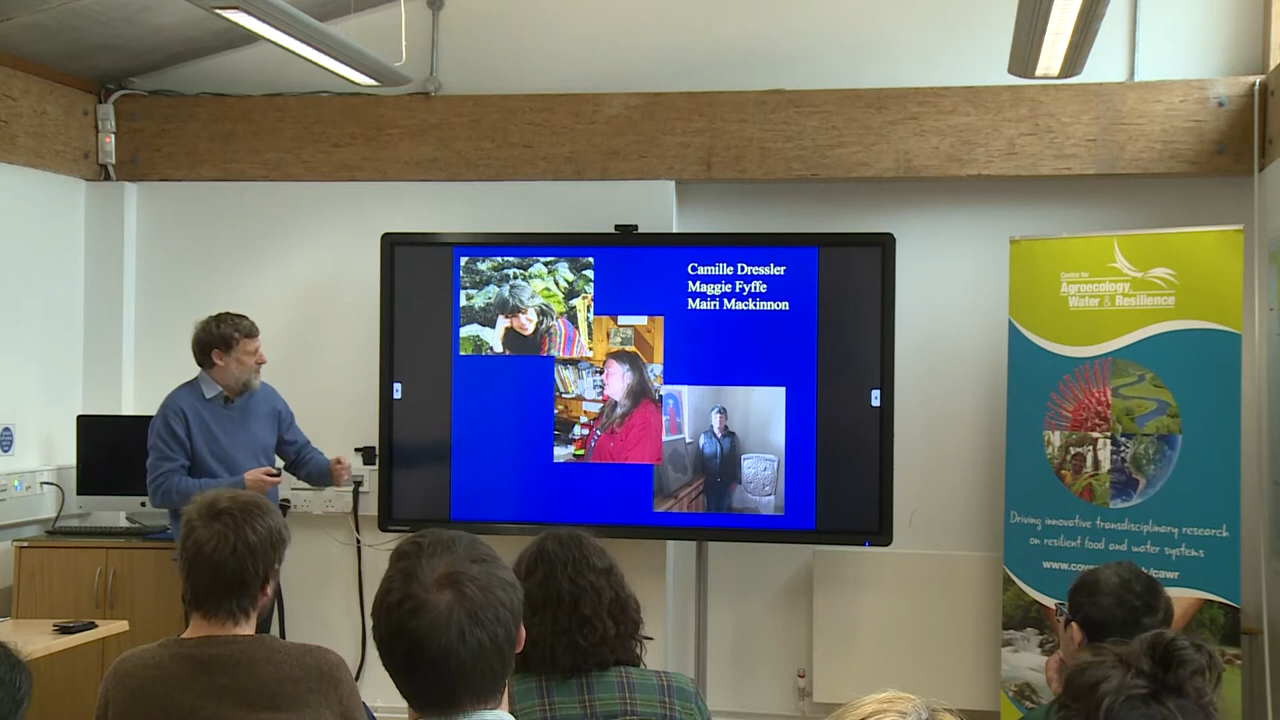 Camille Dressler
Maggie Fyffe
Mairi Mackinnon
Centre for
Agroecology,
Water & Resilience
Driving innovative transdisciplinary research
on resilient food and water systems